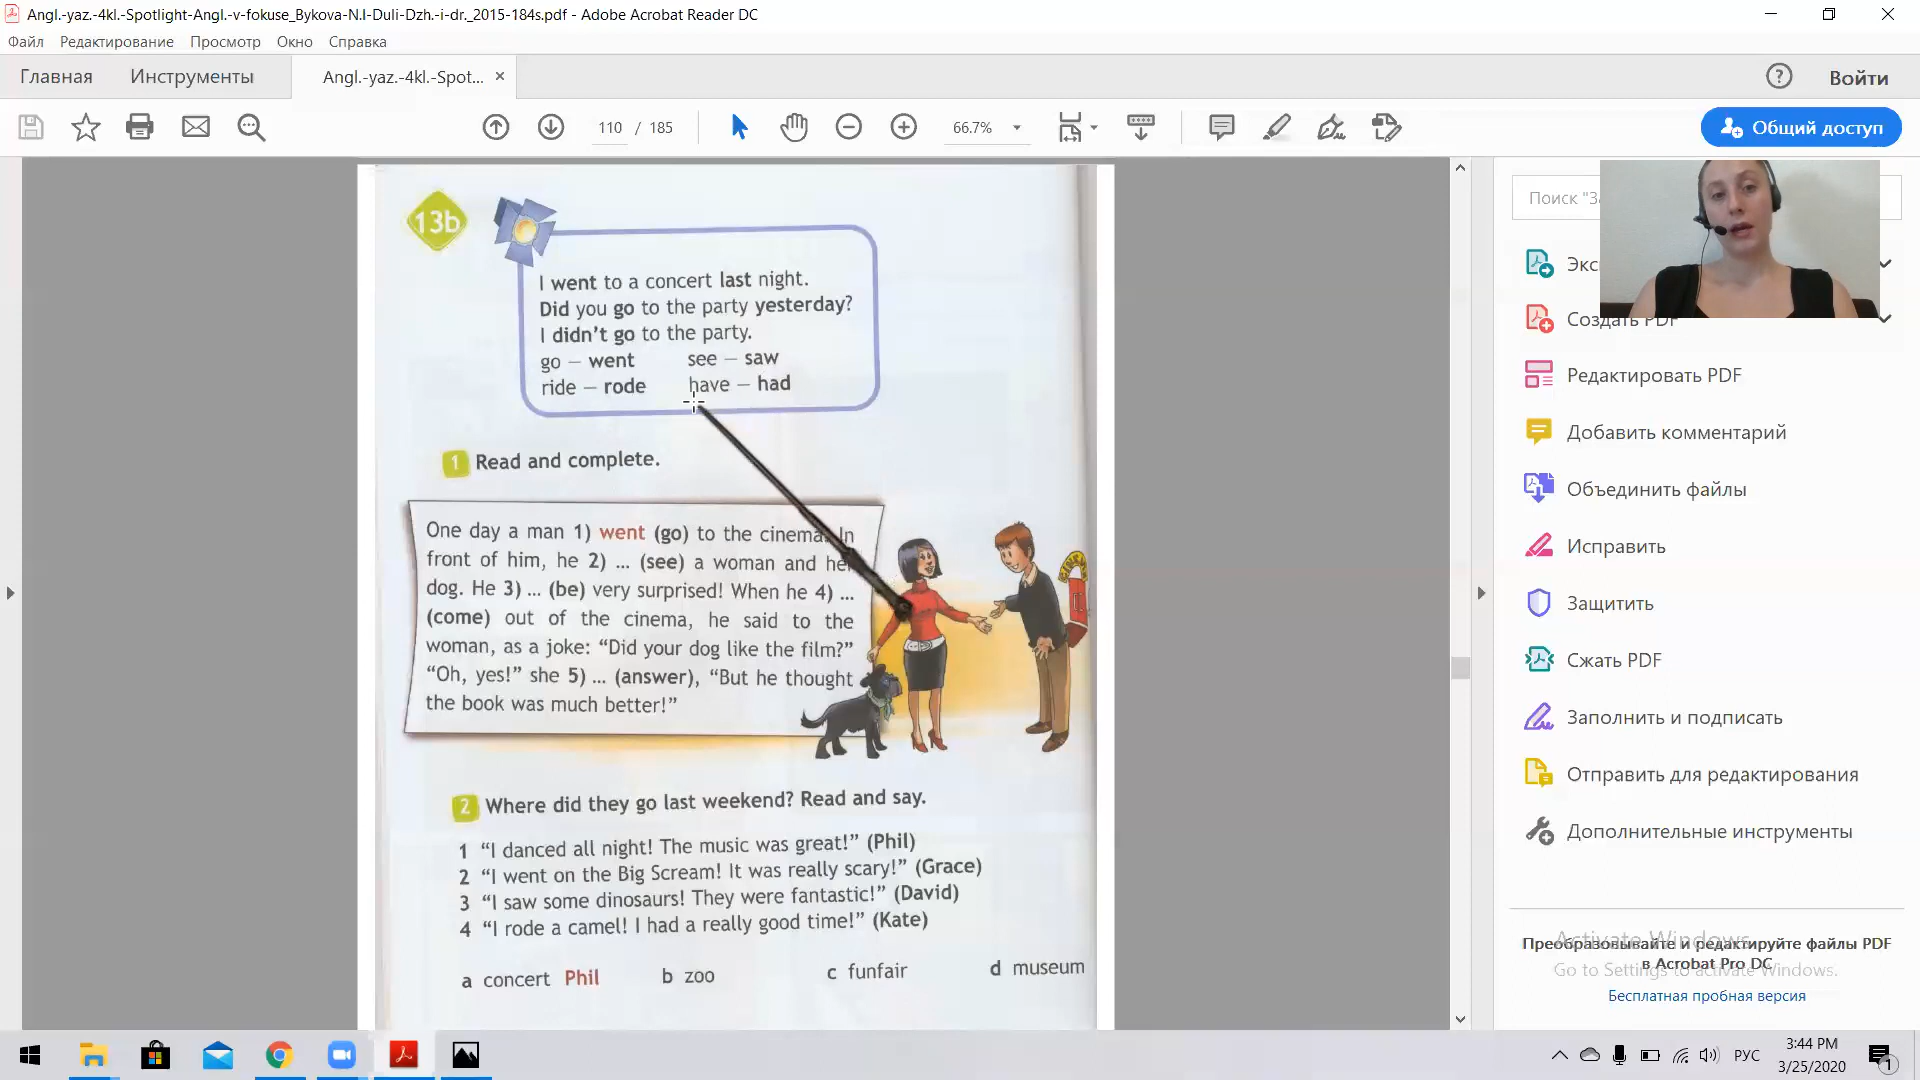 Angl.-yaz.-4kl.-Spotlight-Angl.-v-fokuse_Bykova-N.I-Duli-Dzh.-i-dr._2015-184s.pdf - Adobe Acrobat Reader DC
Файл Редактирование Просмотр Окно Справка
Главная Инструменты Angl.-yaz.-4kl.-Spot... × Войти
110 / 185 66.7% Общий доступ
13b
I went to a concert last night.
Did you go to the party yesterday?
I didn't go to the party.
go – went see – saw
ride – rode have – had
1 Read and complete.
One day a man 1) went (go) to the cinema. In
front of him, he 2) ... (see) a woman and he
dog. He 3) ... (be) very surprised! When he 4) ...
(come) out of the cinema, he said to the
woman, as a joke: "Did your dog like the film?"
"Oh, yes!" she 5) ... (answer), "But he thought
the book was much better!"
2 Where did they go last weekend? Read and say.
1 "I danced all night! The music was great!" (Phil)
2 "I went on the Big Scream! It was really scary!" (Grace)
3 "I saw some dinosaurs! They were fantastic!" (David)
4 "I rode a camel! I had a really good time!" (Kate)
a concert Phil b zoo c funfair d museum
Поиск "За
Экс
Создать PDF
Редактировать PDF
Добавить комментарий
Объединить файлы
Исправить
Защитить
Сжать PDF
Заполнить и подписать
Отправить для редактирования
Дополнительные инструменты
Activate Windows
Go to Settings to activate Windows.
Преобразовывайте и редактируйте файлы PDF
в Acrobat Pro DC
Бесплатная пробная версия
РУС
3:44 PM
3/25/2020
1